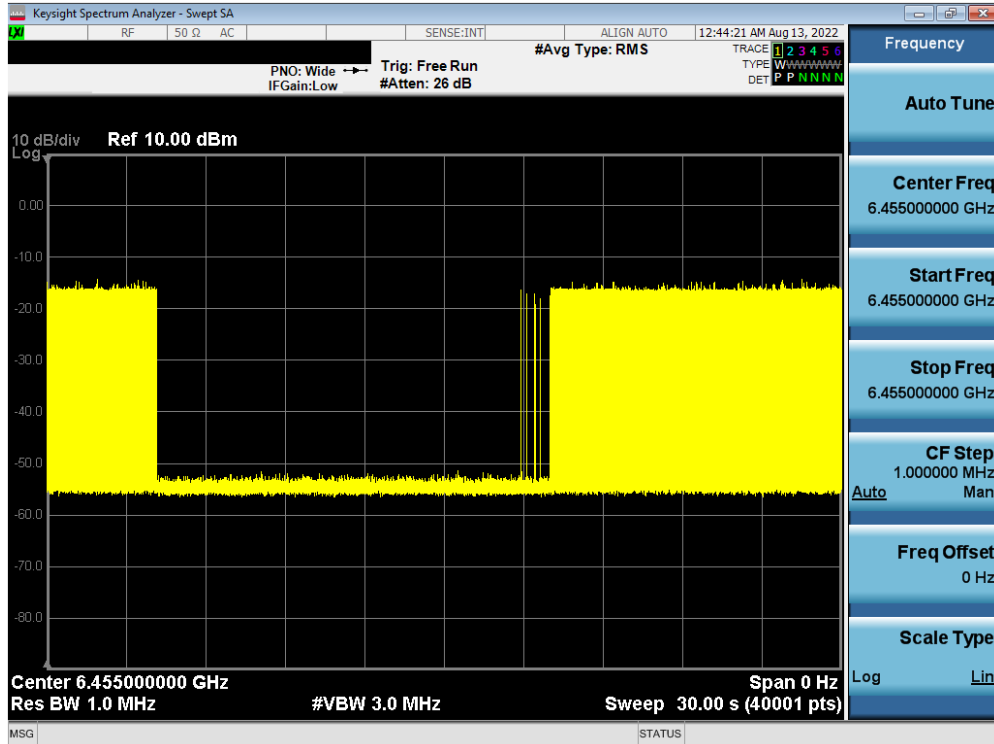 Keysight Spectrum Analyzer - Swept SA
LXI RF 50 Ω AC SENSE:INT ALIGN AUTO 12:44:21 AM Aug 13, 2022
#Avg Type: RMS TRACE 1 2 3 4 5 6
PNO: Wide Trig: Free Run TYPE WWWWWW
IFGain:Low #Atten: 26 dB DET P P N N N N
10 dB/div Ref 10.00 dBm
Log
0.00
-10.0
-20.0
-30.0
-40.0
-50.0
-60.0
-70.0
-80.0
Center 6.455000000 GHz Span 0 Hz
Res BW 1.0 MHz #VBW 3.0 MHz Sweep 30.00 s (40001 pts)
MSG STATUS
Frequency
Auto Tune
Center Freq
6.455000000 GHz
Start Freq
6.455000000 GHz
Stop Freq
6.455000000 GHz
CF Step
1.000000 MHz
Auto Man
Freq Offset
0 Hz
Scale Type
Log Lin